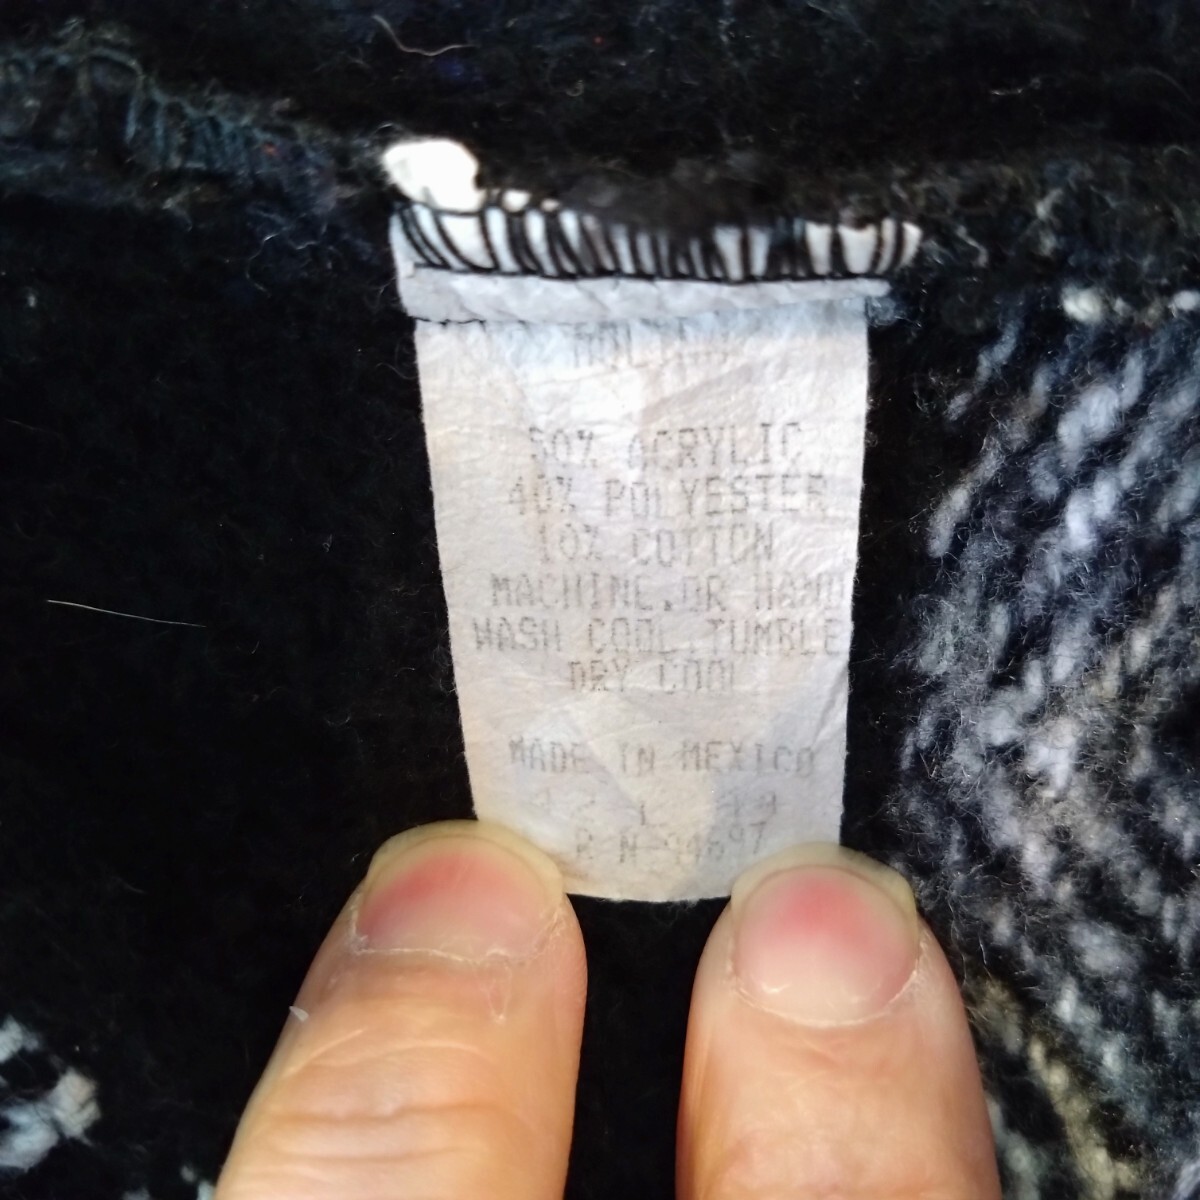 50% ACRYLIC
40% POLYESTER
10% COTTON
MACHINE.OR HAND
WASH COOL.TUMBLE
DRY COOL
MADE IN MEXICO
R N